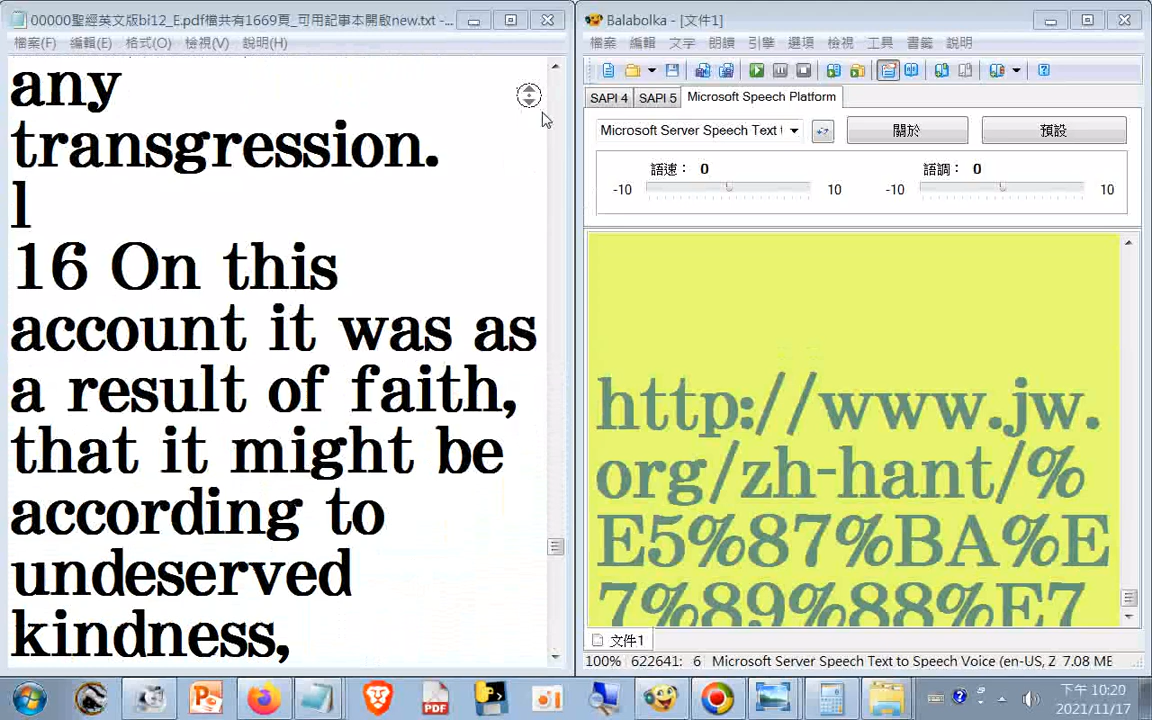 00000聖經英文版bi12_E.pdf檔共有1669頁_可用記事本開啟new.txt -...
檔案(F) 編輯(E) 格式(O) 檢視(V) 說明(H)
any
transgression.
l
16 On this
account it was as
a result of faith,
that it might be
according to
undeserved
kindness,
Balabolka - [文件1]
檔案 編輯 文字 朗讀 引擎 選項 檢視 工具 書籤 說明
SAPI 4 SAPI 5 Microsoft Speech Platform
Microsoft Server Speech Text 關於 預設
語速： 0 語調： 0
-10 10 -10 10
http://www.jw.
org/zh-hant/%
E5%87%BA%E
7%89%88%E7
文件1
100% 622641: 6 Microsoft Server Speech Text to Speech Voice (en-US, Z 7.08 ME
PDF
下午 10:20
2021/11/17